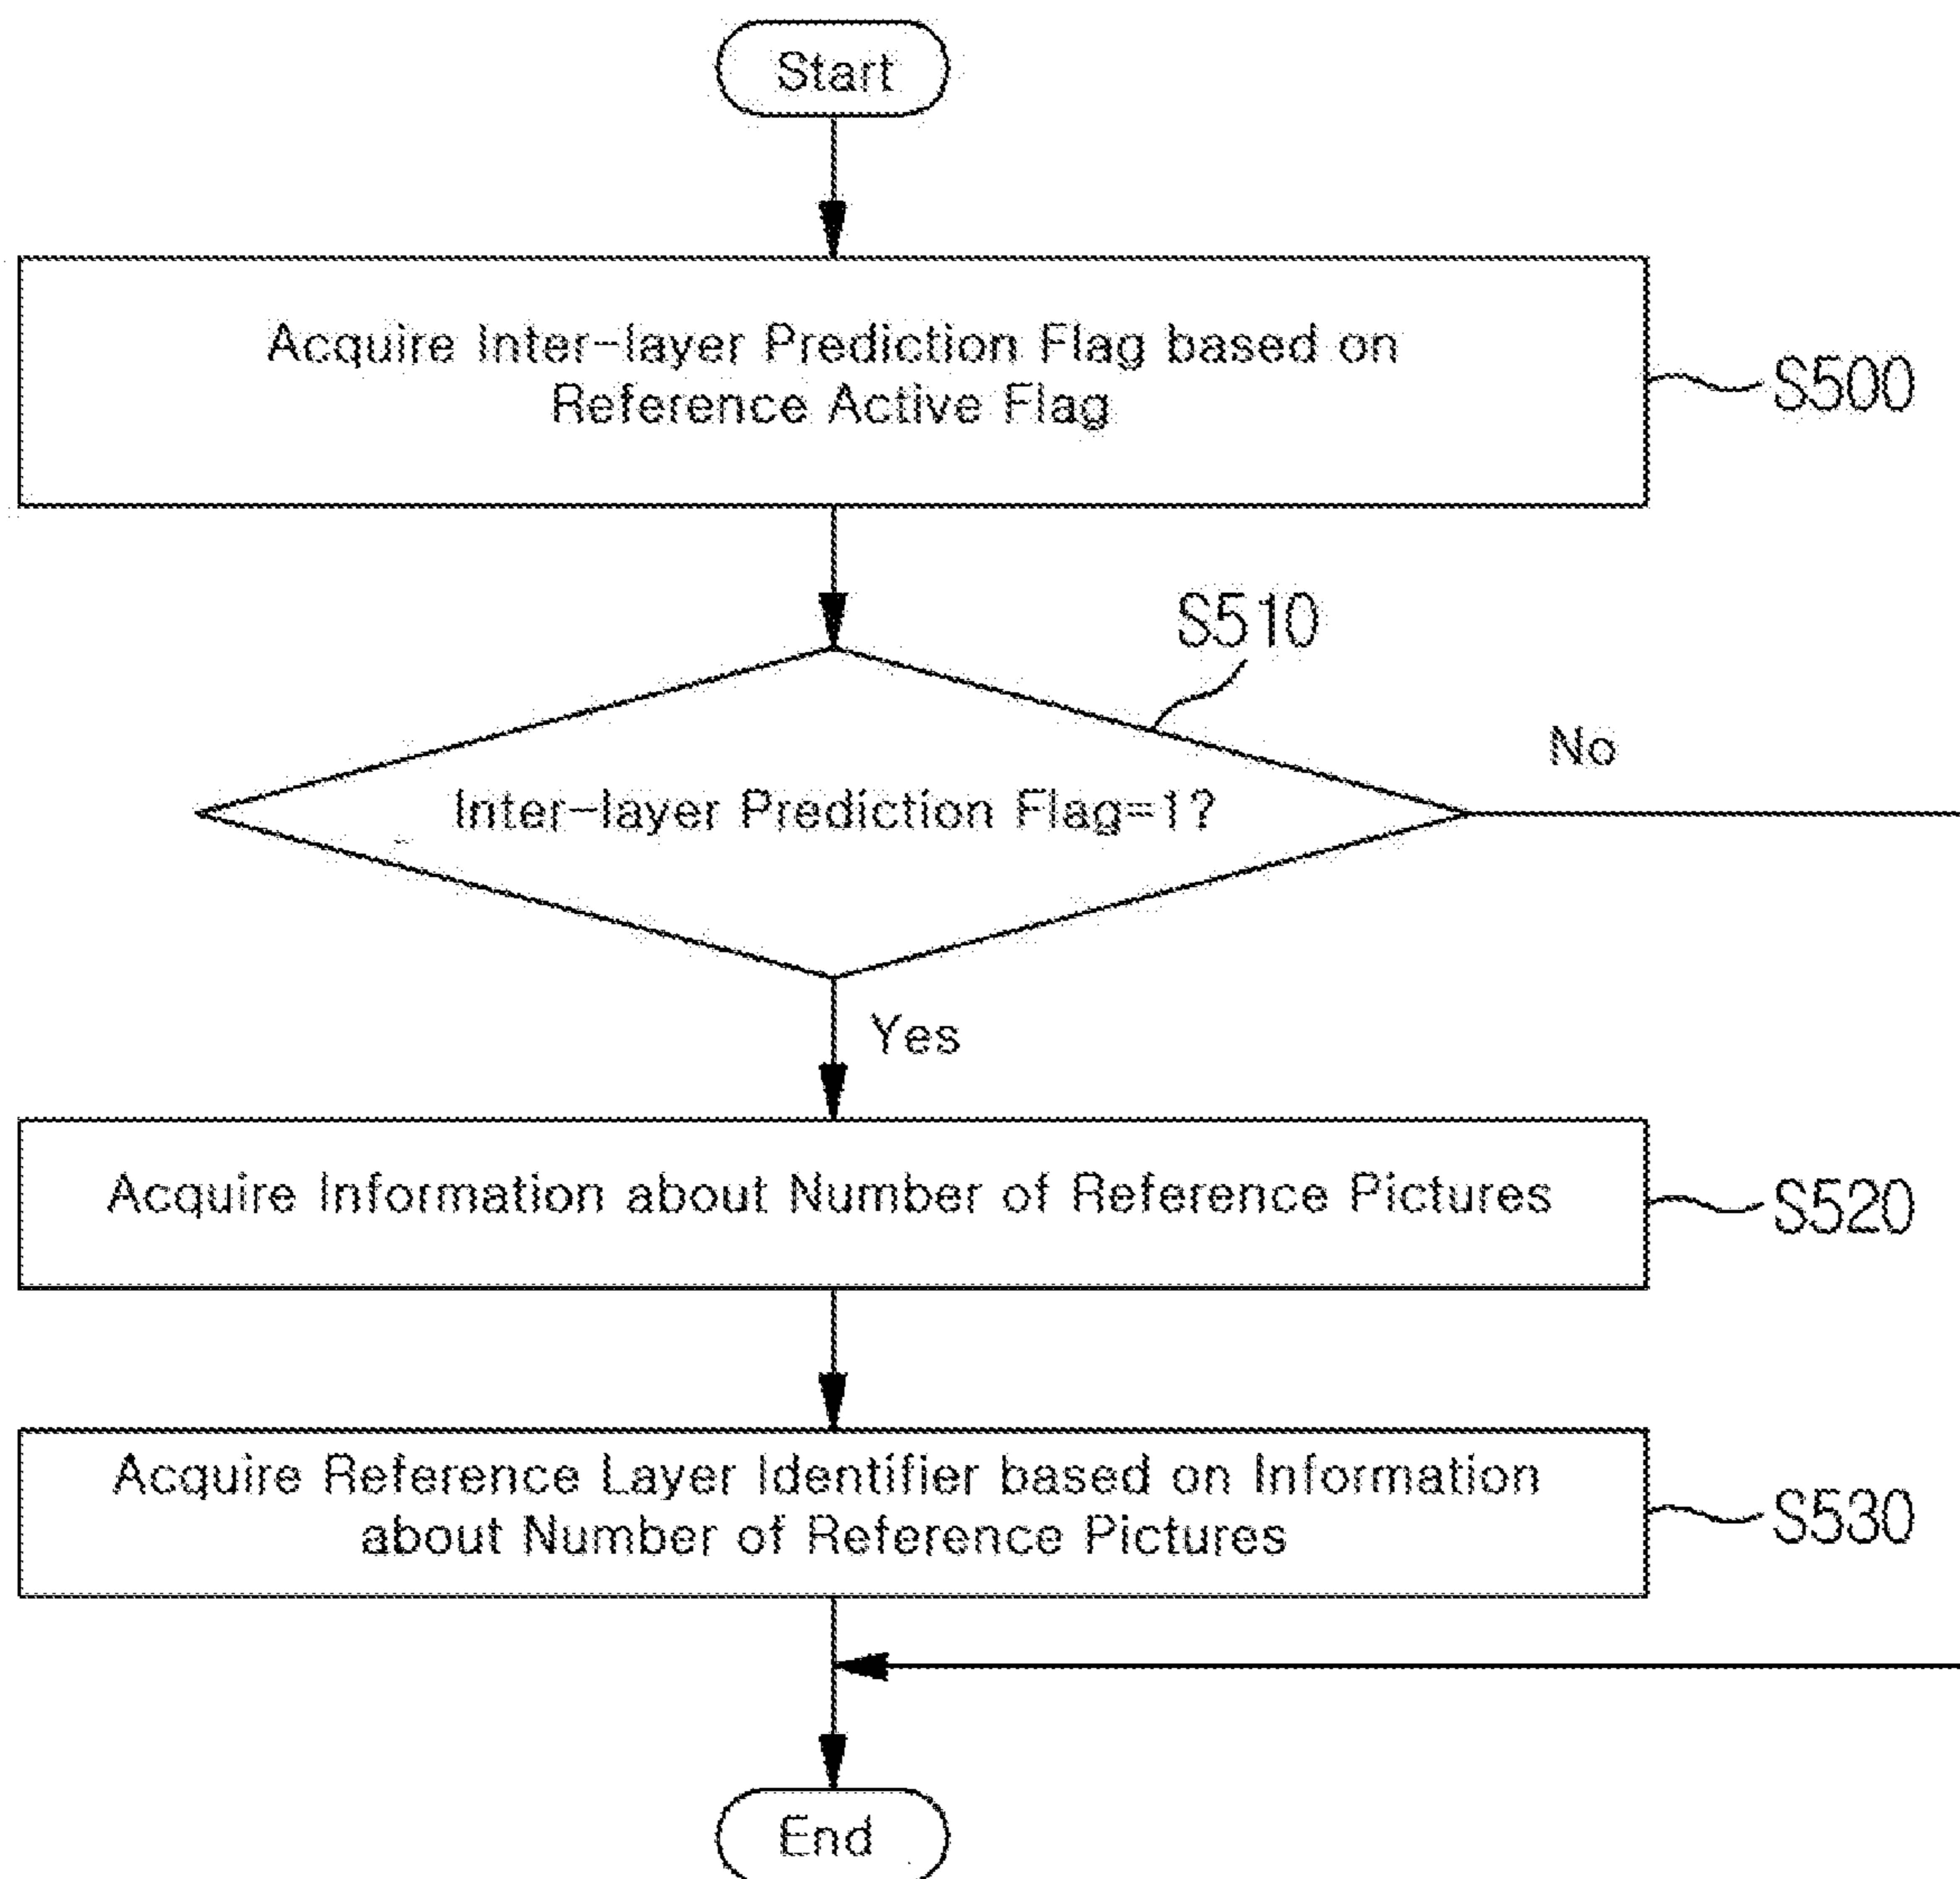 Start
Acquire Inter-layer Prediction Flag based on
Reference Active Flag
S500
S510
Inter-layer Prediction Flag=1?
No
Yes
Acquire Information about Number of Reference Pictures
S520
Acquire Reference Layer Identifier based on Information
about Number of Reference Pictures
S530
End